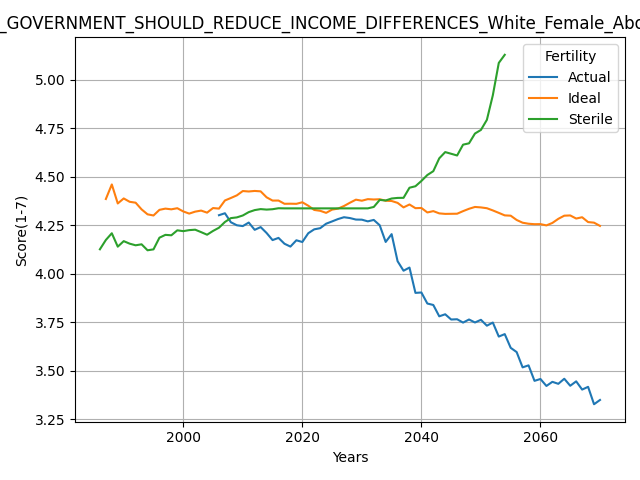 _GOVERNMENT_SHOULD_REDUCE_INCOME_DIFFERENCES_White_Female_Abo
Fertility
Actual
Ideal
Sterile
Score(1-7)
5.00
4.75
4.50
4.25
4.00
3.75
3.50
3.25
2000 2020 2040 2060
Years